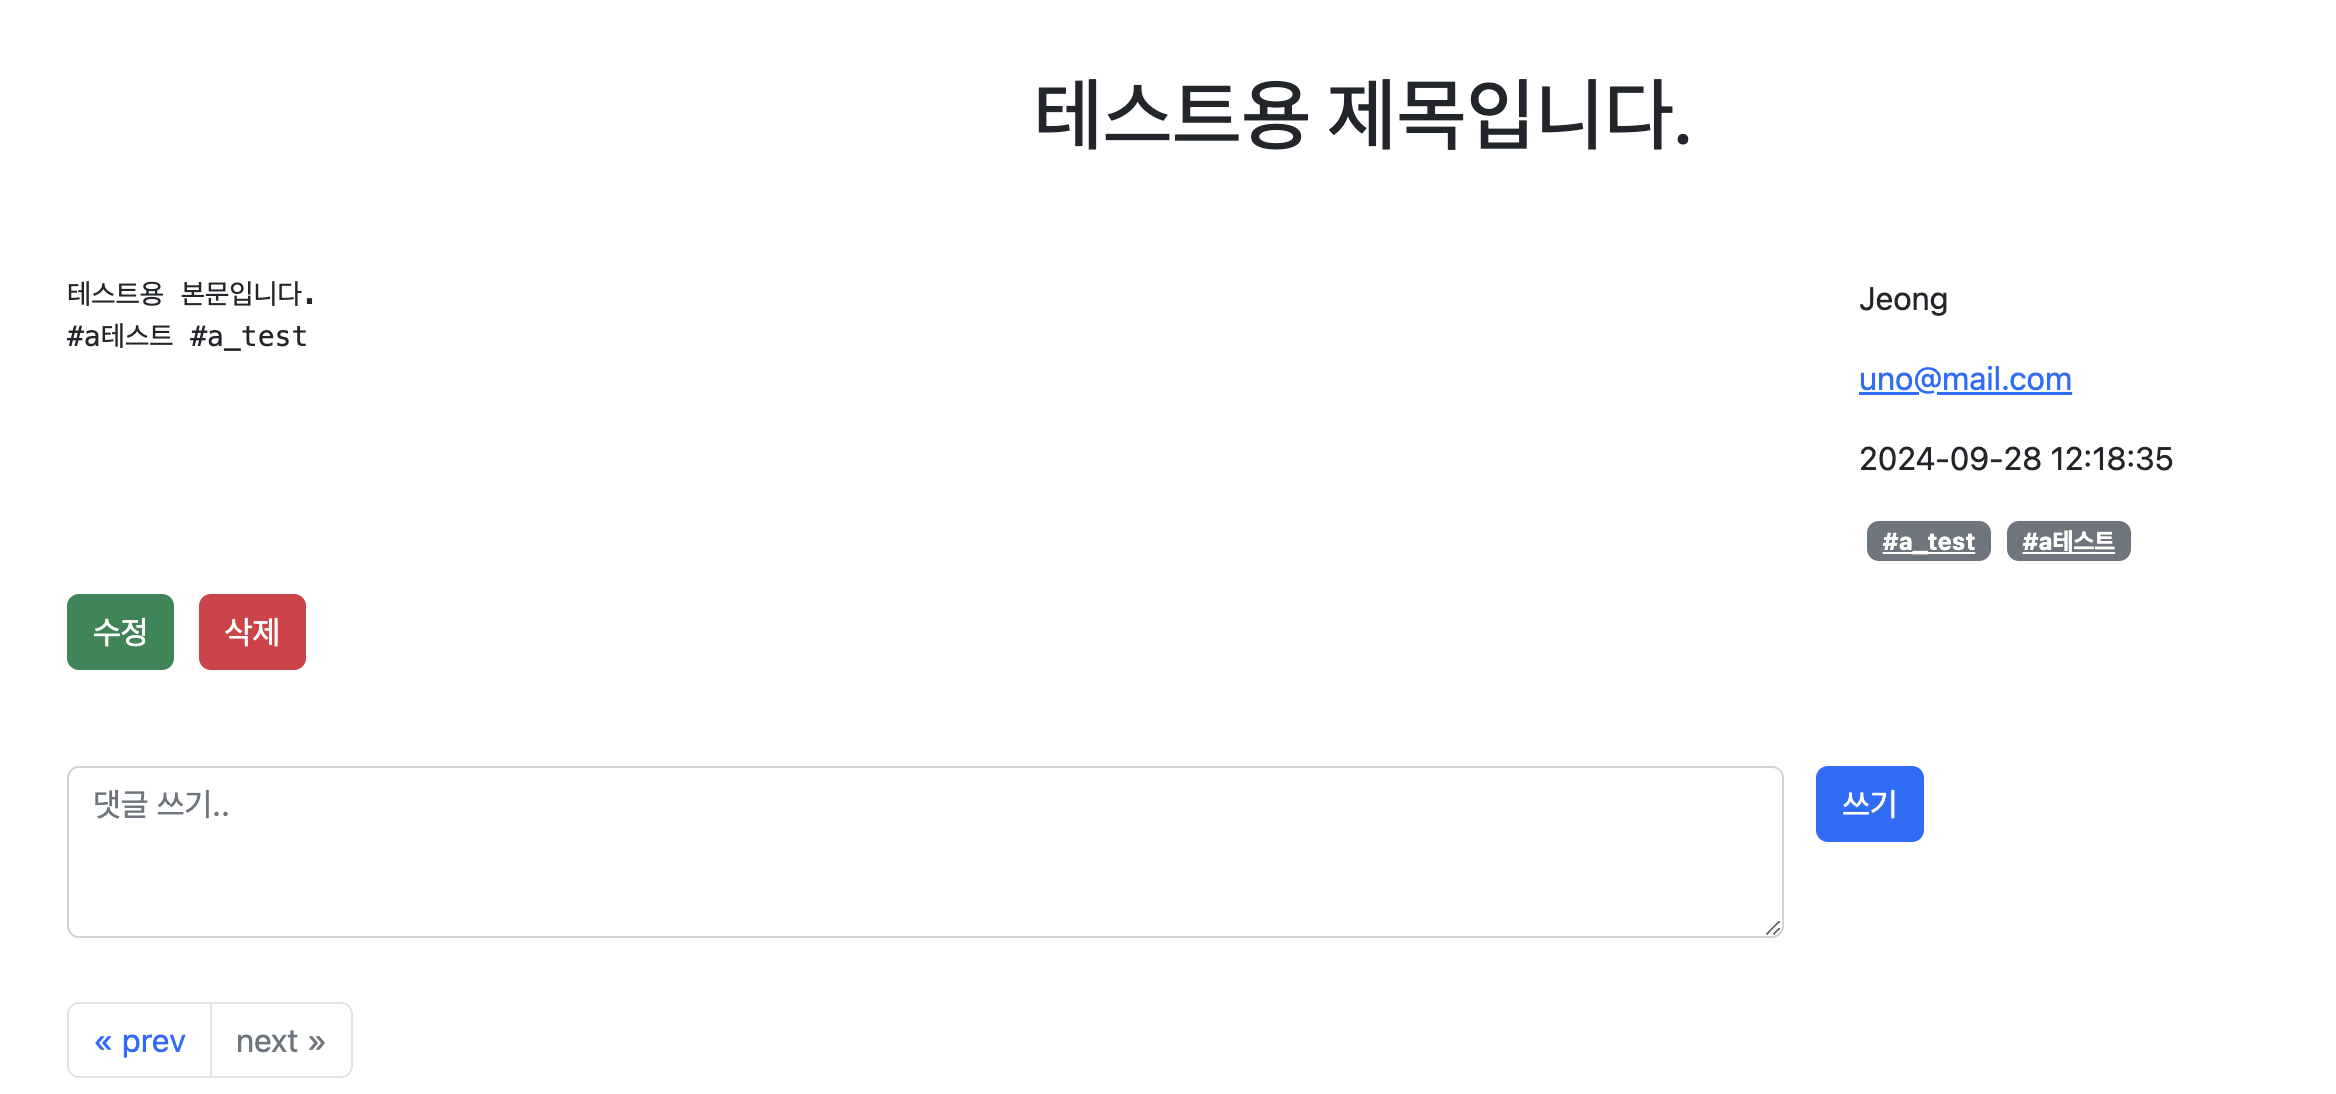 테스트용 제목입니다.
테스트용 본문입니다.
#a테스트 #a_test
Jeong
uno@mail.com
2024-09-28 12:18:35
#a_test #a테스트
수정 삭제
댓글 쓰기..
쓰기
« prev next »